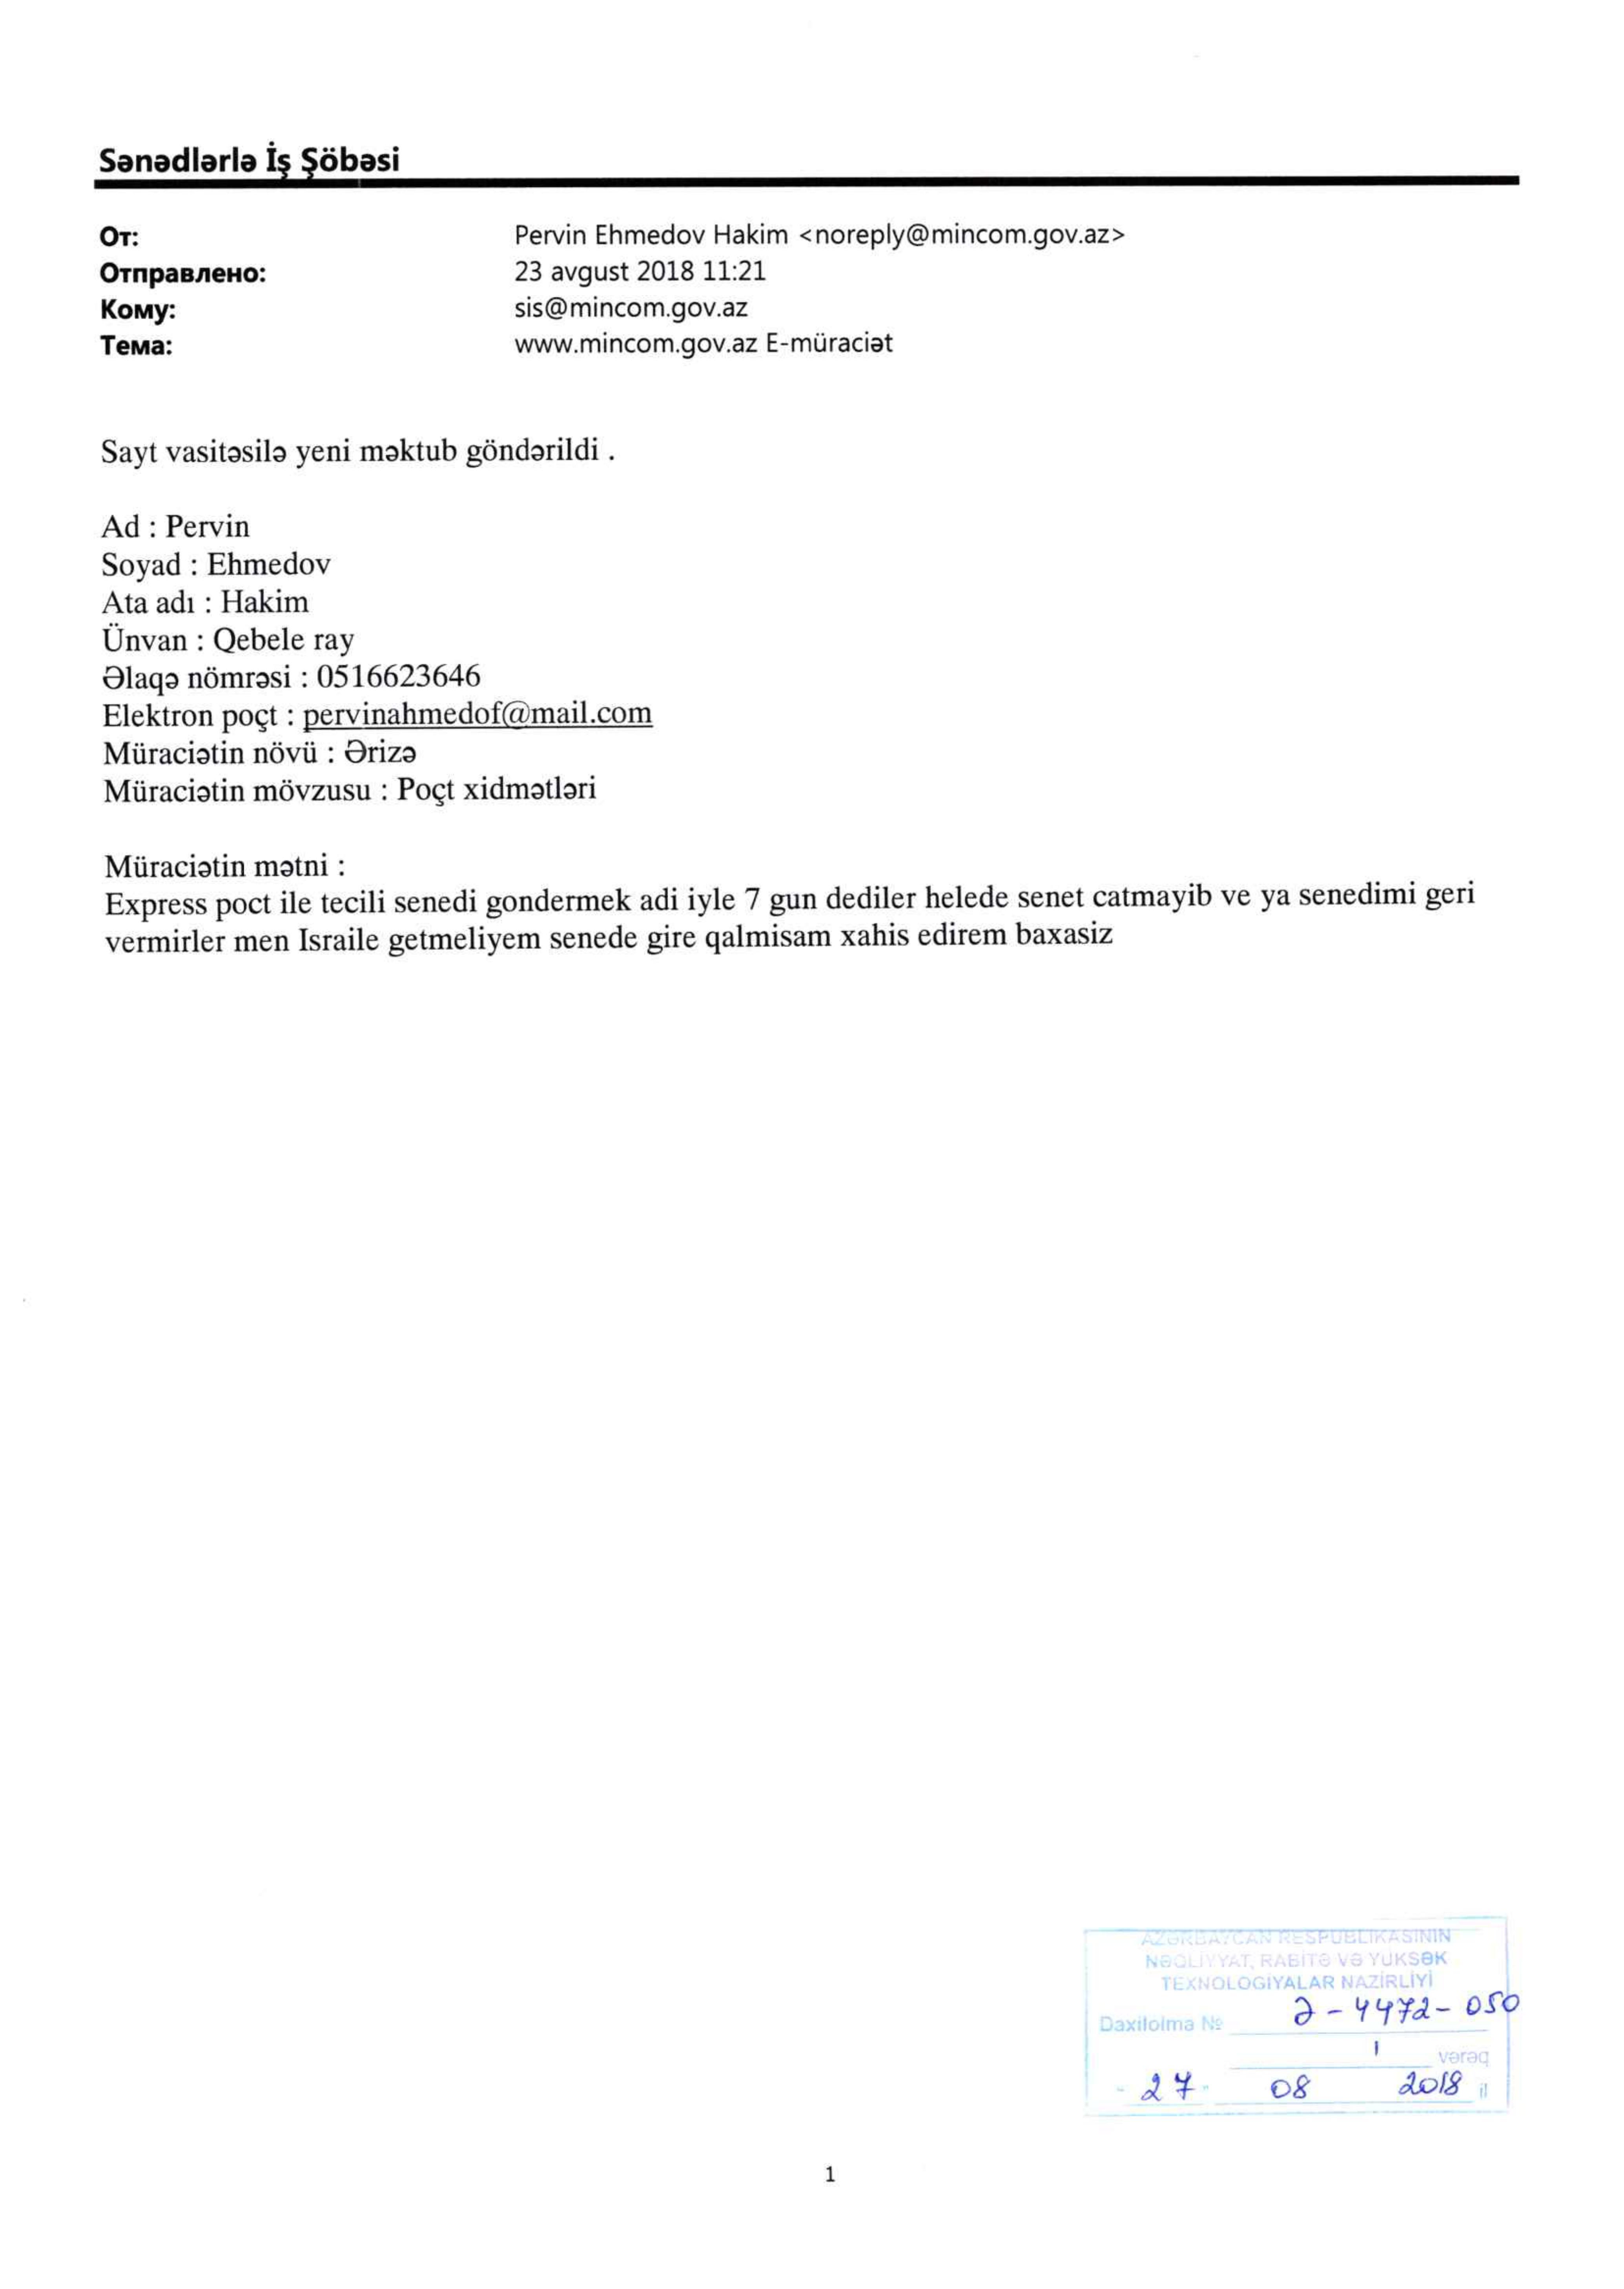 Sənədlərlə İş Şöbəsi
От: Pervin Ehmedov Hakim <noreply@mincom.gov.az>
Отправлено: 23 avgust 2018 11:21
Кому: sis@mincom.gov.az
Тема: www.mincom.gov.az E-müraciət
Sayt vasitəsilə yeni məktub göndərildi .
Ad : Pervin
Soyad : Ehmedov
Ata adı : Hakim
Ünvan : Qebele ray
Əlaqə nömrəsi : 0516623646
Elektron poçt : pervinahmedof@mail.com
Müraciətin növü : Ərizə
Müraciətin mövzusu : Poçt xidmətləri
Müraciətin mətni :
Express poct ile tecili senedi gondermek adi iyle 7 gun dediler helede senet catmayib ve ya senedimi geri
vermirler men Israile getmeliyem senede gire qalmisam xahis edirem baxasiz
AZƏRBAYCAN RESPUBLİKASININ
NƏQLİYYAT, RABİTƏ VƏ YÜKSƏK
TEXNOLOGİYALAR NAZİRLİYİ
Daxilolma № Ə-4472-050
1 vərəq
"27" 08 2018 il
1